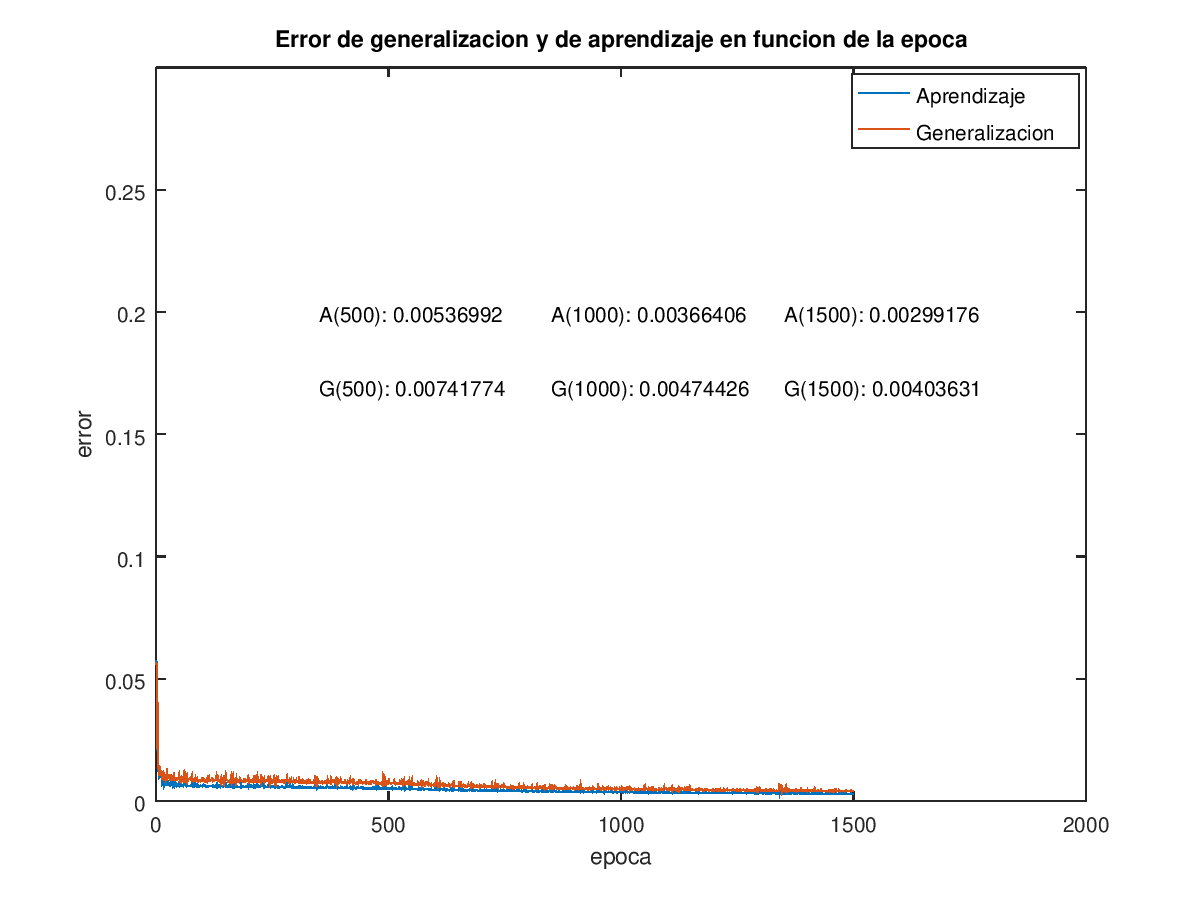 Error de generalizacion y de aprendizaje en funcion de la epoca
Aprendizaje
Generalizacion
0.25
0.2
0.15
0.1
0.05
0
A(500): 0.00536992
A(1000): 0.00366406
A(1500): 0.00299176
G(500): 0.00741774
G(1000): 0.00474426
G(1500): 0.00403631
error
0
500
1000
1500
2000
epoca